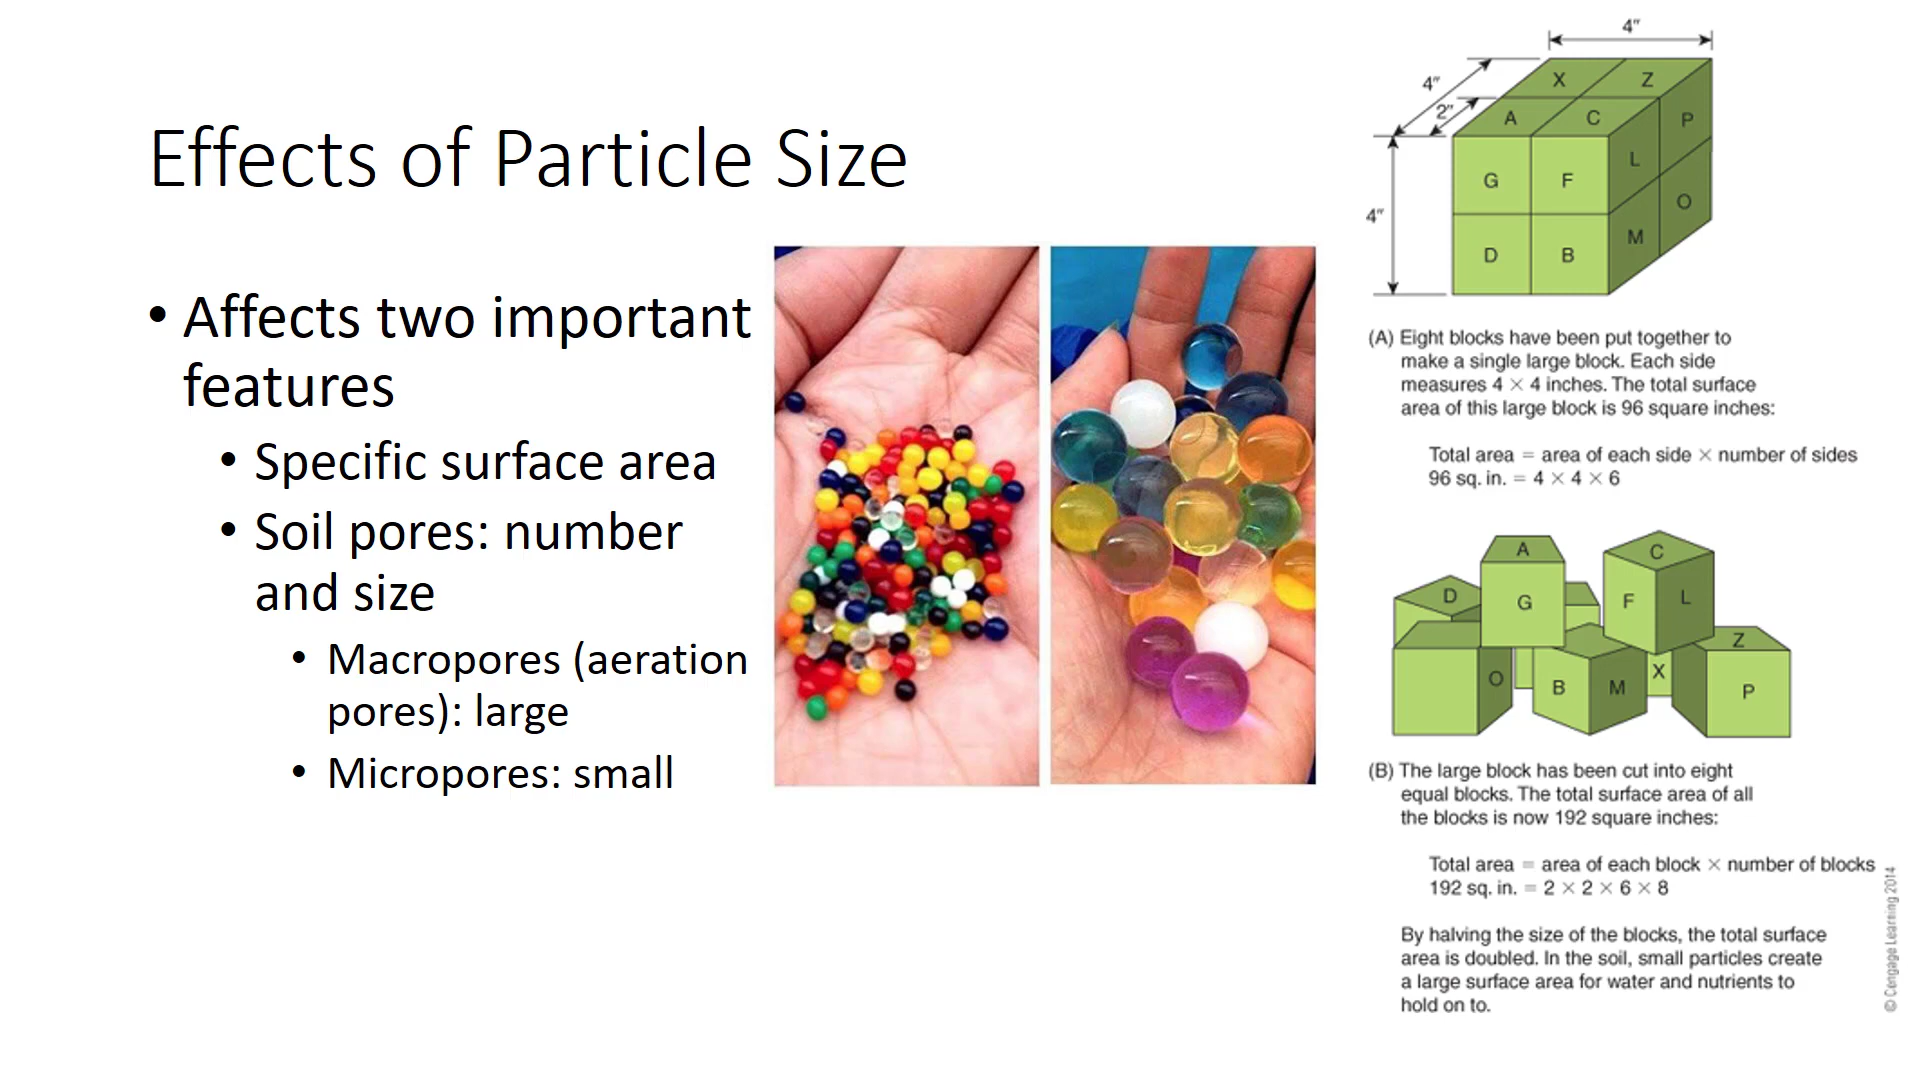 Effects of Particle Size
• Affects two important
features
• Specific surface area
• Soil pores: number
and size
• Macropores (aeration
pores): large
• Micropores: small
4"
4"
2"
4"
X Z
A C
P
L
G F
O
M
D B
(A) Eight blocks have been put together to
make a single large block. Each side
measures 4 × 4 inches. The total surface
area of this large block is 96 square inches:
Total area = area of each side × number of sides
96 sq. in. = 4 × 4 × 6
A C
D G F L
Z
O B M X P
(B) The large block has been cut into eight
equal blocks. The total surface area of all
the blocks is now 192 square inches:
Total area = area of each block × number of blocks
192 sq. in. = 2 × 2 × 6 × 8
By halving the size of the blocks, the total surface
area is doubled. In the soil, small particles create
a large surface area for water and nutrients to
hold on to.
© Cengage Learning 2014